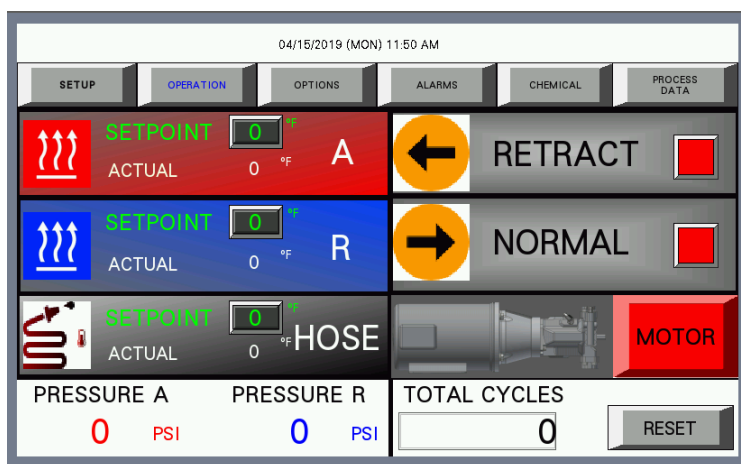 04/15/2019 (MON) 11:50 AM
SETUP OPERATION OPTIONS ALARMS CHEMICAL PROCESS DATA
SETPOINT 0 °F
ACTUAL 0 °F A
RETRACT
SETPOINT 0 °F
ACTUAL 0 °F R
NORMAL
SETPOINT 0 °F
ACTUAL 0 °F HOSE
MOTOR
PRESSURE A PRESSURE R TOTAL CYCLES
0 PSI 0 PSI 0 RESET